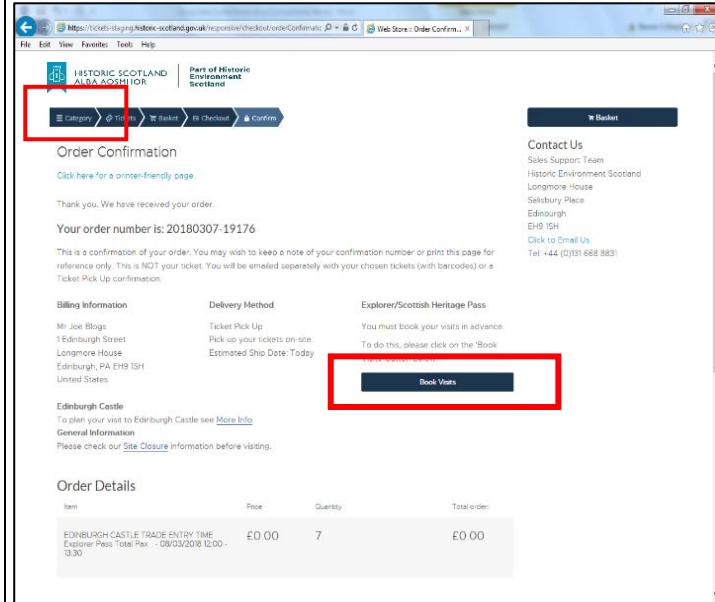 https://tickets-staging.historic-scotland.gov.uk/responsive/checkout/orderConfirmatic
Web Store :: Order Confirm...
File Edit View Favorites Tools Help
HISTORIC SCOTLAND
ALBA AOSMHOR
Part of Historic
Environment
Scotland
Category Tickets Basket Checkout Confirm
Basket
Order Confirmation
Click here for a printer-friendly page.
Thank you. We have received your order.
Your order number is: 20180307-19176
This is a confirmation of your order. You may wish to keep a note of your confirmation number or print this page for
reference only. This is NOT your ticket. You will be emailed separately with your chosen tickets (with barcodes) or a
Ticket Pick Up confirmation.
Contact Us
Sales Support Team
Historic Environment Scotland
Longmore House
Salisbury Place
Edinourgh
EH9 1SH
Click to Email Us
Tel: +44 (0)131 668 8831
Billing Information
Mr Joe Blogs
1 Edinburgh Street
Longmore House
Edinburgh, PA EH9 1SH
United States
Delivery Method
Ticket Pick Up
Pick up your tickets on-site.
Estimated Ship Date: Today
Explorer/Scottish Heritage Pass
You must book your visits in advance.
To do this, please click on the 'Book
Book Visits
Edinburgh Castle
To plan your visit to Edinburgh Castle see More Info
General Information
Please check our Site Closure information before visiting.
Order Details
Item Price Quantity Total order:
EDINBURGH CASTLE TRADE ENTRY TIME £0.00 7 £0.00
Explorer Pass Total Pax - 08/03/2018 12:00 -
13:30